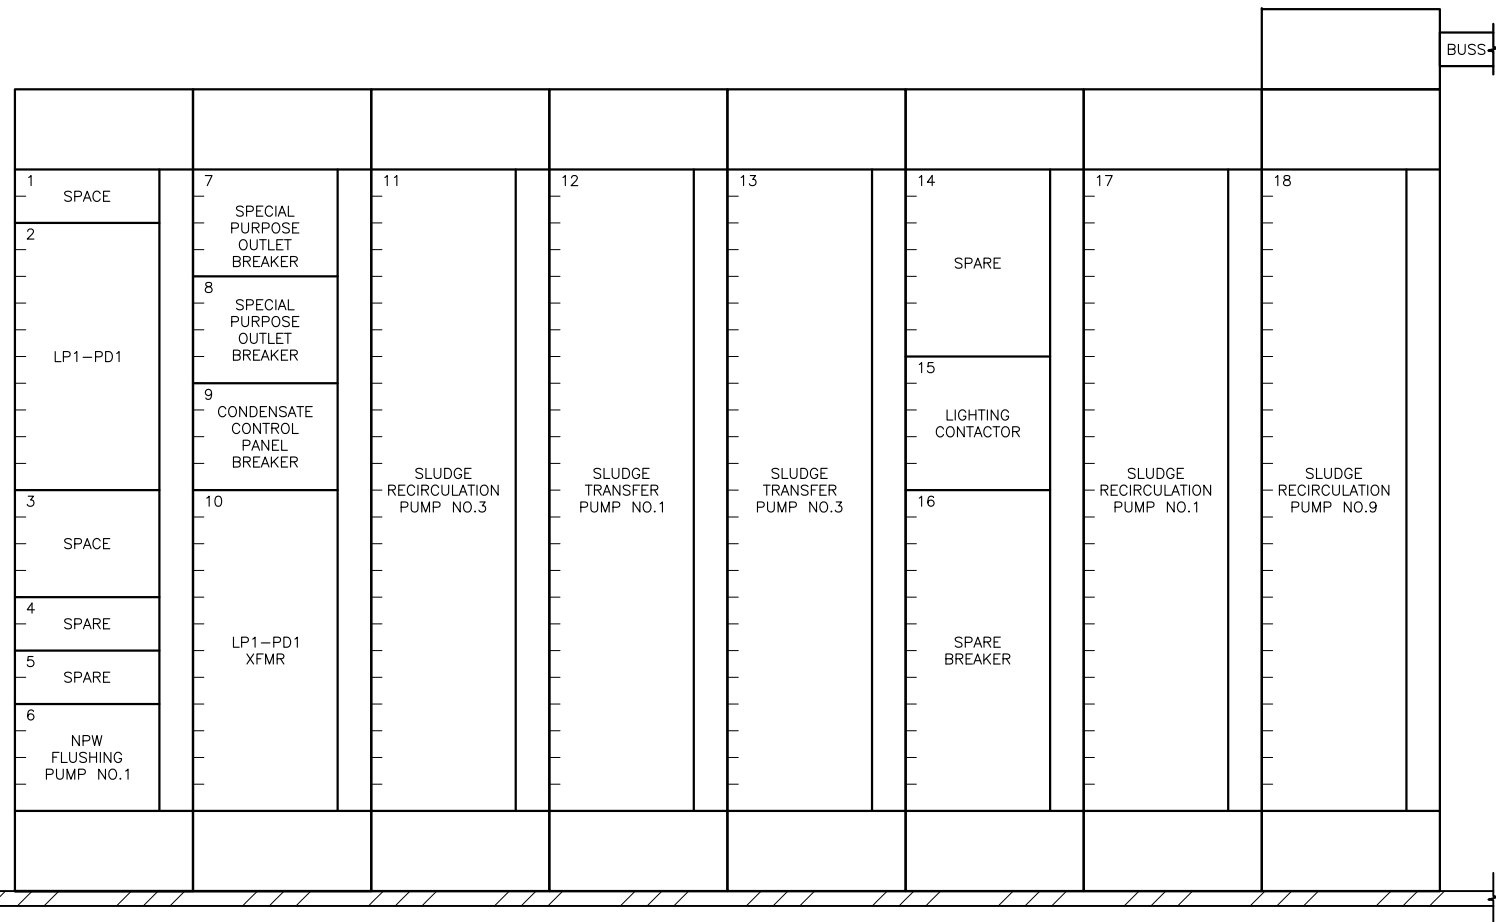 BUSS
1
SPACE
2
LP1-PD1
3
SPACE
4
SPARE
5
SPARE
6
NPW
FLUSHING
PUMP NO.1
7
SPECIAL
PURPOSE
OUTLET
BREAKER
8
SPECIAL
PURPOSE
OUTLET
BREAKER
9
CONDENSATE
CONTROL
PANEL
BREAKER
10
LP1-PD1
XFMR
11
SLUDGE
RECIRCULATION
PUMP NO.3
12
SLUDGE
TRANSFER
PUMP NO.1
13
SLUDGE
TRANSFER
PUMP NO.3
14
SPARE
15
LIGHTING
CONTACTOR
16
SPARE
BREAKER
17
SLUDGE
RECIRCULATION
PUMP NO.1
18
SLUDGE
RECIRCULATION
PUMP NO.9